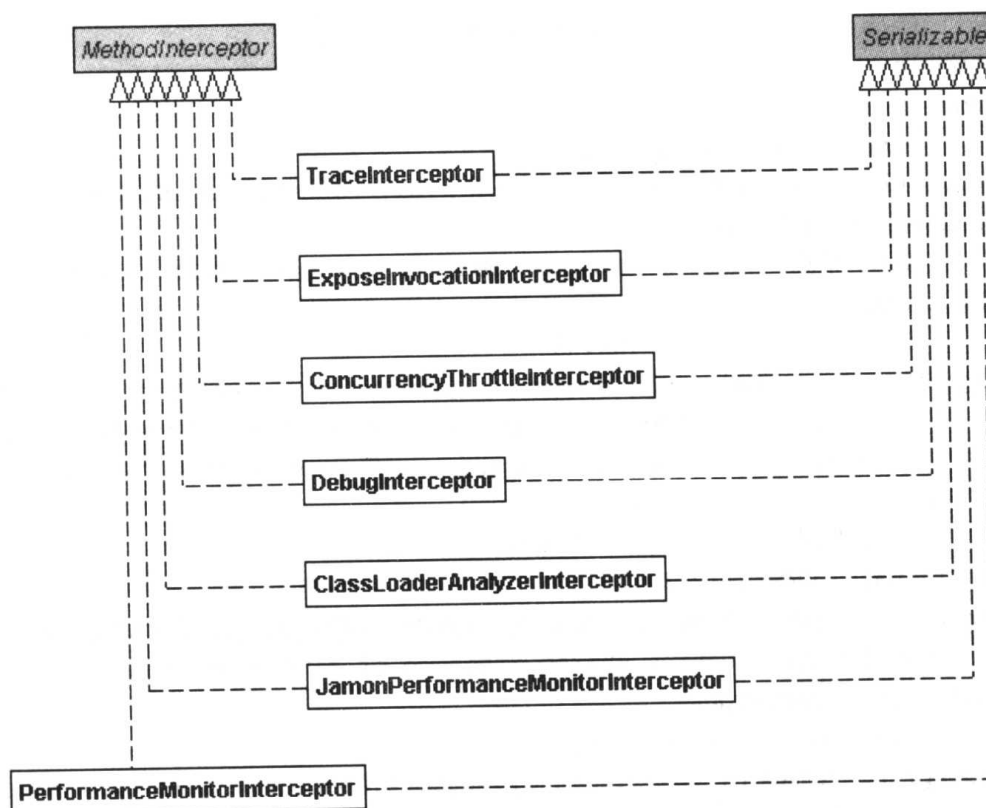 MethodInterceptor
Serializable
TraceInterceptor
ExposeInvocationInterceptor
ConcurrencyThrottleInterceptor
DebugInterceptor
ClassLoaderAnalyzerInterceptor
JamonPerformanceMonitorInterceptor
PerformanceMonitorInterceptor